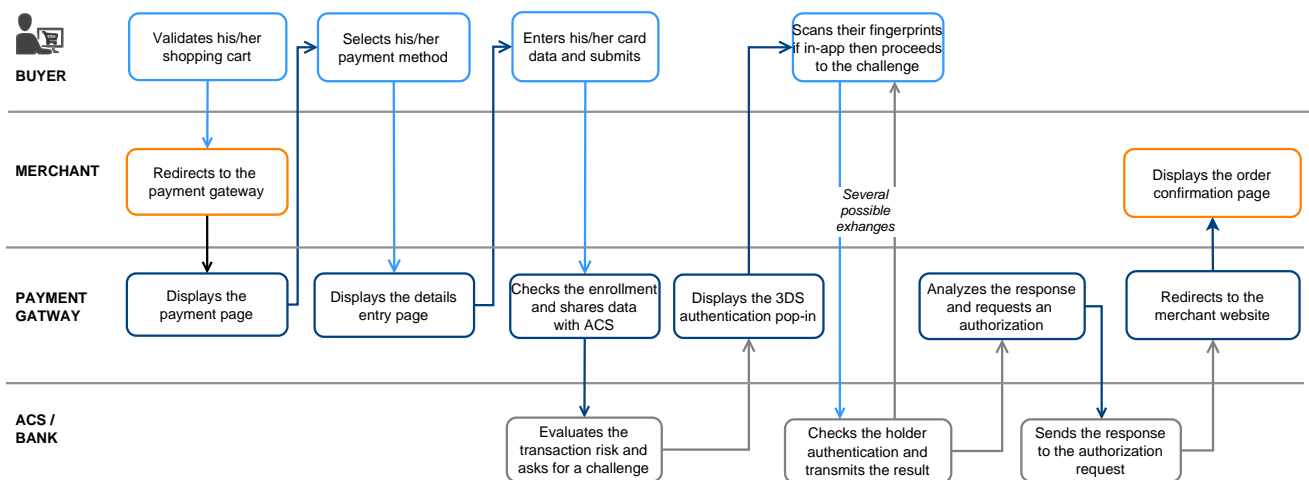 BUYER
Validates his/her
shopping cart
Selects his/her
payment method
Enters his/her card
data and submits
Scans their fingerprints
if in-app then proceeds
to the challenge
MERCHANT
Redirects to the
payment gateway
Several
possible
exhanges
Displays the order
confirmation page
PAYMENT
GATWAY
Displays the
payment page
Displays the details
entry page
Checks the enrollment
and shares data
with ACS
Displays the 3DS
authentication pop-in
Analyzes the response
and requests an
authorization
Redirects to the
merchant website
ACS /
BANK
Evaluates the
transaction risk and
asks for a challenge
Checks the holder
authentication and
transmits the result
Sends the response
to the authorization
request